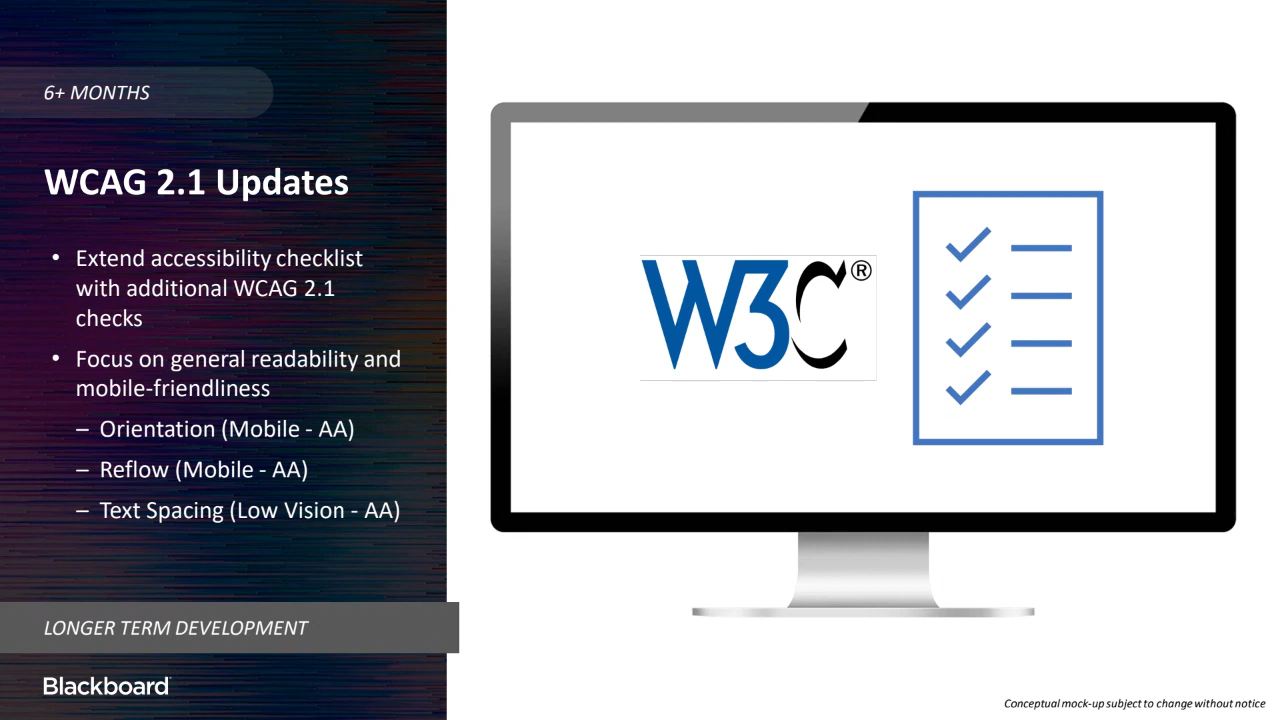 6+ MONTHS
WCAG 2.1 Updates
• Extend accessibility checklist
with additional WCAG 2.1
checks
• Focus on general readability and
mobile-friendliness
– Orientation (Mobile - AA)
– Reflow (Mobile - AA)
– Text Spacing (Low Vision - AA)
LONGER TERM DEVELOPMENT
Blackboard
W3C®
Conceptual mock-up subject to change without notice